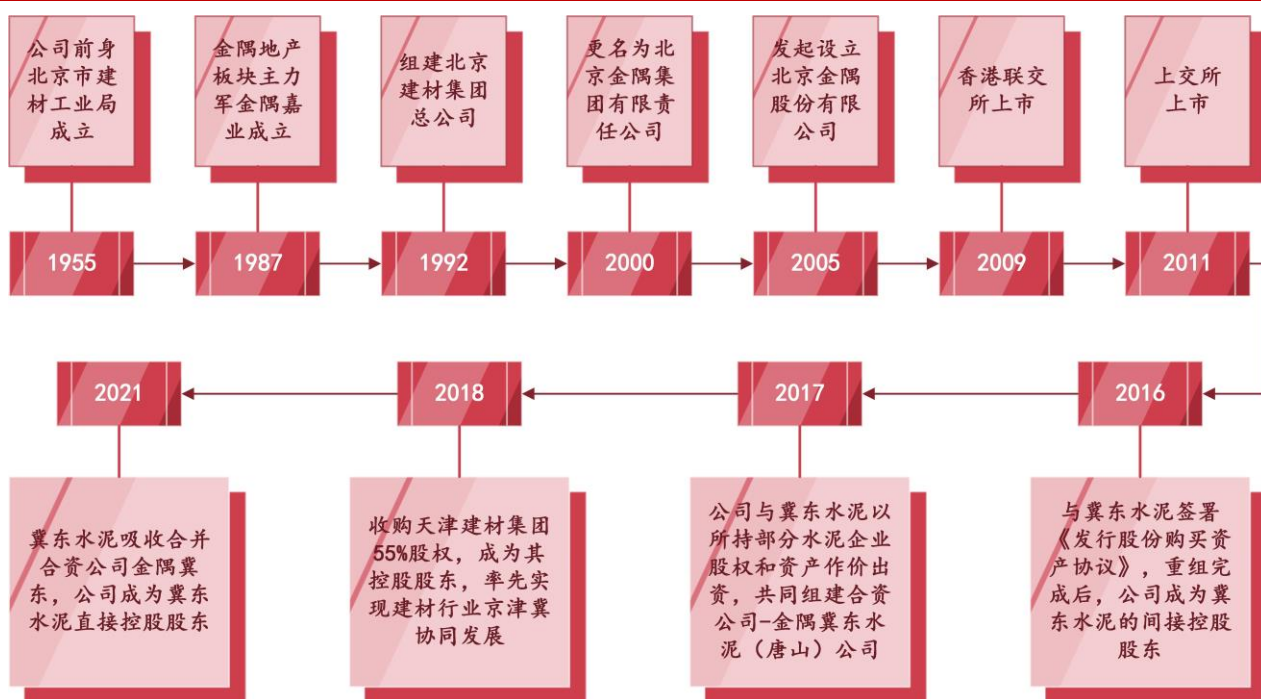 公司前身
北京市建
材工业局
成立
金隅地产
板块主力
军金隅嘉
业成立
组建北京
建材集团
总公司
更名为北
京金隅集
团有限责
任公司
发起设立
北京金隅
股份有限
公司
香港联交
所上市
上交所
上市
1955
1987
1992
2000
2005
2009
2011
2021
2018
2017
2016
冀东水泥吸收合并
合资公司金隅冀
东，公司成为冀东
水泥直接控股股东
收购天津建材集团
55%股权，成为其
控股股东，率先实
现建材行业京津冀
协同发展
公司与冀东水泥以
所持部分水泥企业
股权和资产作价出
资，共同组建合资
公司-金隅冀东水
泥（唐山）公司
与冀东水泥签署
《发行股份购买资
产协议》，重组完
成后，公司成为冀
东水泥的间接控股
股东